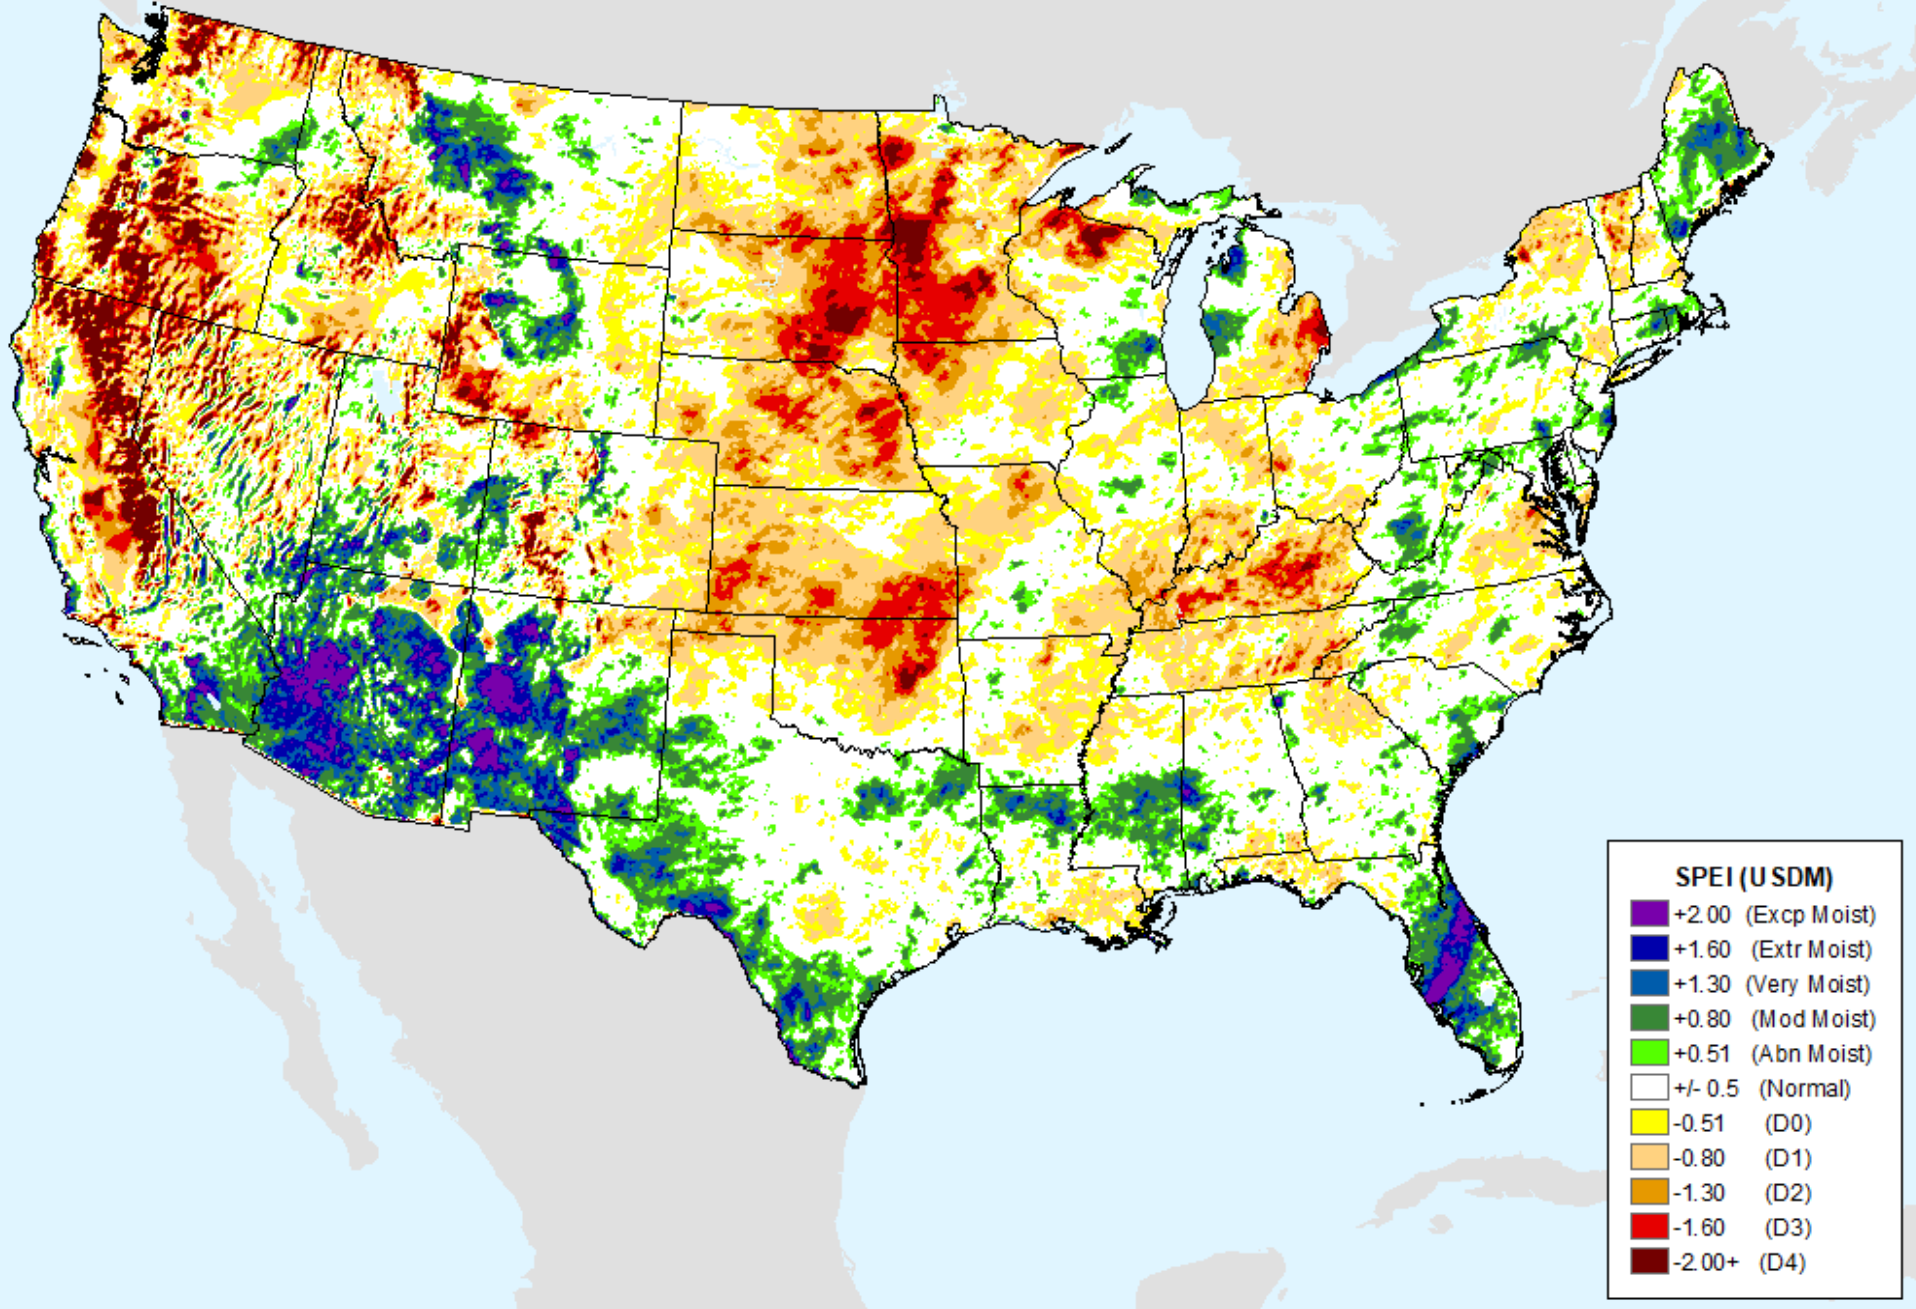 SPEI (USDM)
+2.00 (Excp Moist)
+1.60 (Extr Moist)
+1.30 (Very Moist)
+0.80 (Mod Moist)
+0.51 (Abn Moist)
+/- 0.5 (Normal)
-0.51 (D0)
-0.80 (D1)
-1.30 (D2)
-1.60 (D3)
-2.00+ (D4)